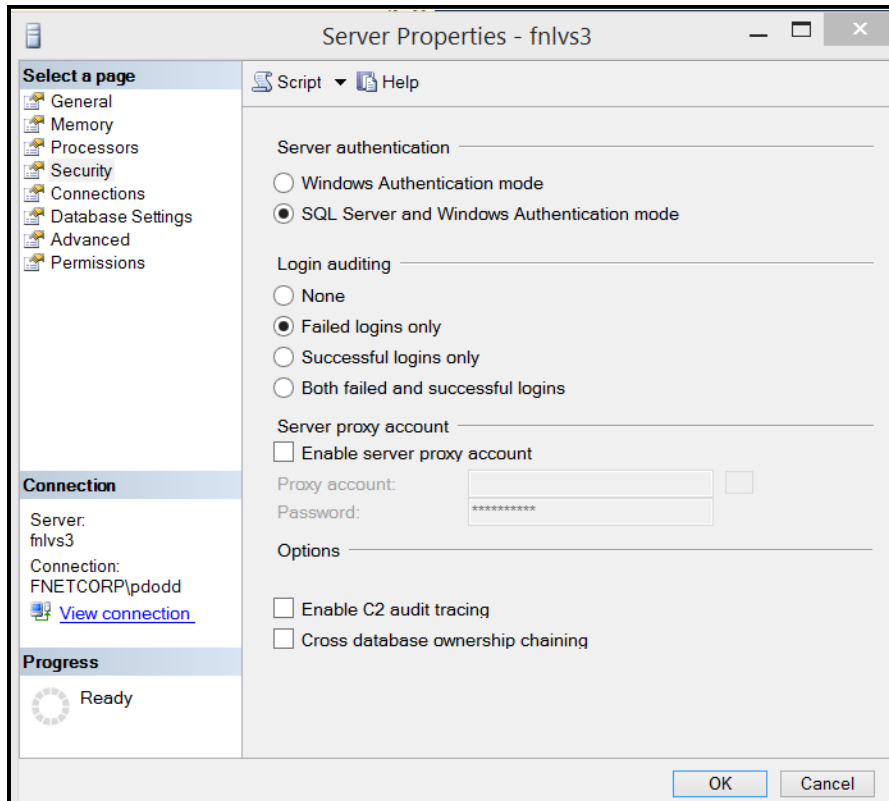 Server Properties - fnlvs3
Select a page
General
Memory
Processors
Security
Connections
Database Settings
Advanced
Permissions
Script Help
Server authentication
Windows Authentication mode
SQL Server and Windows Authentication mode
Login auditing
None
Failed logins only
Successful logins only
Both failed and successful logins
Server proxy account
Enable server proxy account
Proxy account:
Password: **********
Options
Enable C2 audit tracing
Cross database ownership chaining
Connection
Server:
fnlvs3
Connection:
FNETCORP\pdodd
View connection
Progress
Ready
OK Cancel